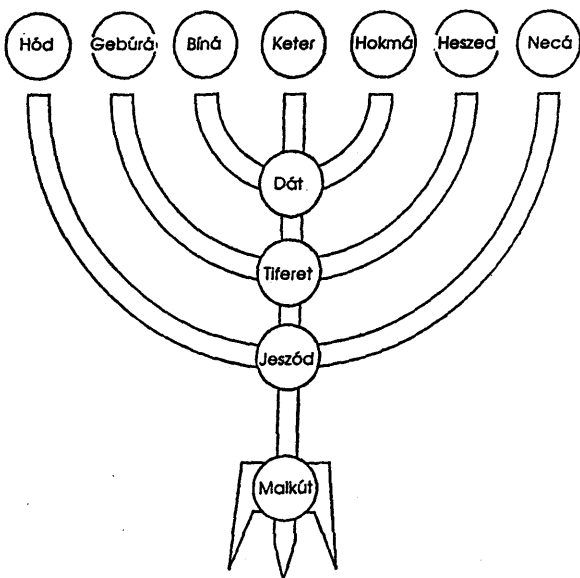 Hód
Gebúrá
Bíná
Keter
Hokmá
Heszed
Necá
Dát
Tiferet
Jeszód
Malkút